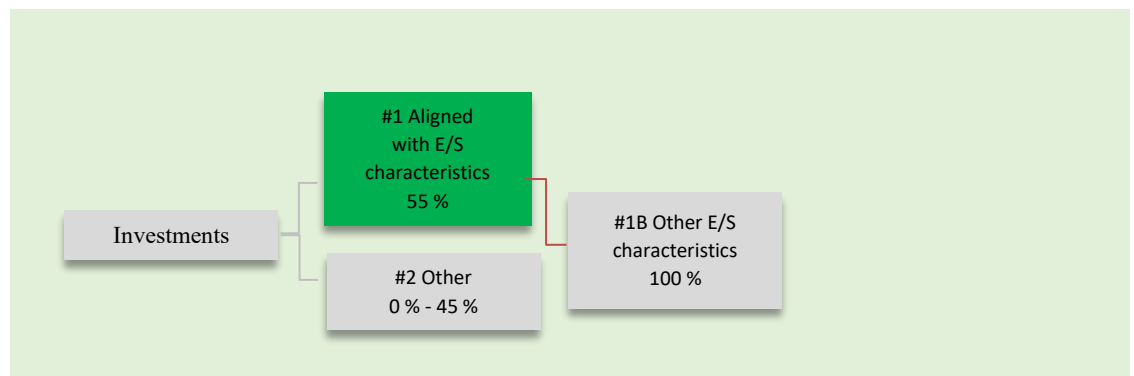 #1 Aligned
with E/S
characteristics
55 %
Investments
#1B Other E/S
characteristics
100 %
#2 Other
0 % - 45 %